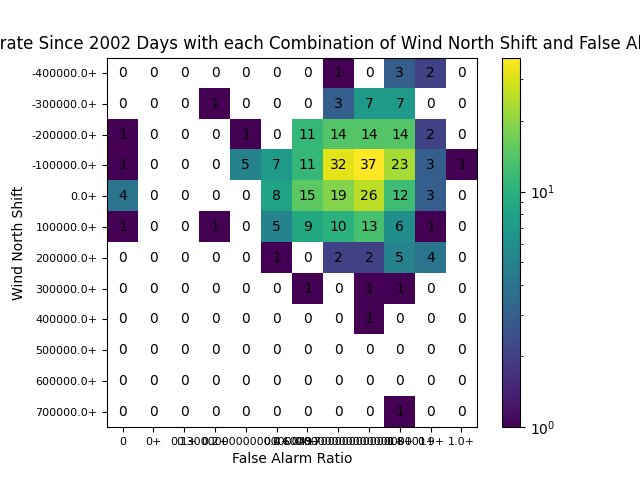 rate Since 2002 Days with each Combination of Wind North Shift and False Al
-400000.0+ 0 0 0 0 0 0 0 1 0 3 2 0
-300000.0+ 0 0 0 1 0 0 0 3 7 7 0 0
-200000.0+ 1 0 0 0 1 0 11 14 14 14 2 0
-100000.0+ 1 0 0 0 5 7 11 32 37 23 3 1
0.0+ 4 0 0 0 0 8 15 19 26 12 3 0
100000.0+ 1 0 0 1 0 5 9 10 13 6 1 0
200000.0+ 0 0 0 0 0 1 0 2 2 5 4 0
300000.0+ 0 0 0 0 0 0 1 0 1 1 0 0
400000.0+ 0 0 0 0 0 0 0 0 1 0 0 0
500000.0+ 0 0 0 0 0 0 0 0 0 0 0 0
600000.0+ 0 0 0 0 0 0 0 0 0 0 0 0
700000.0+ 0 0 0 0 0 0 0 0 0 1 0 0
0 0+ 1.0+
False Alarm Ratio
Wind North Shift
10¹
10⁰